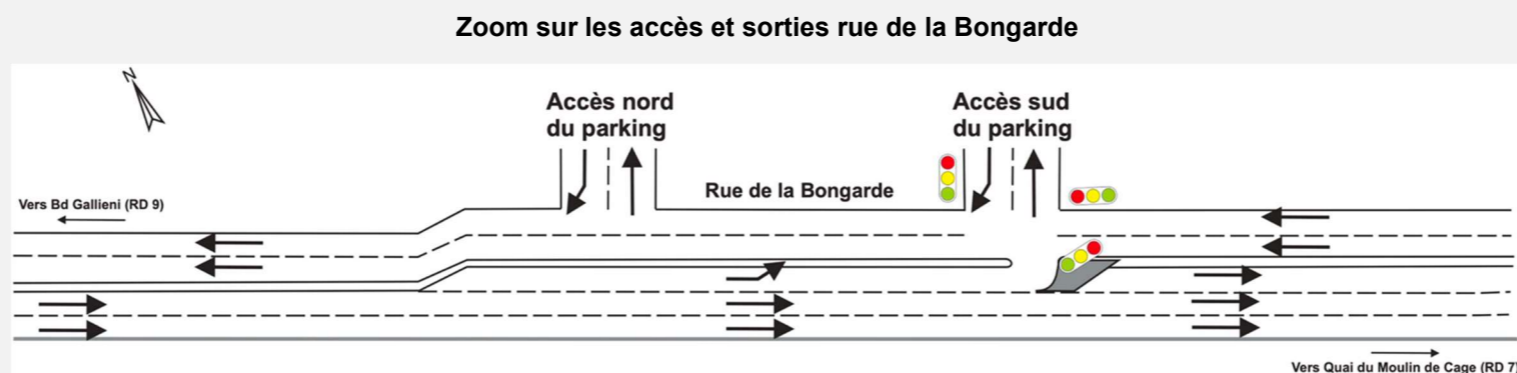 Zoom sur les accès et sorties rue de la Bongarde
N
Accès nord
du parking
Accès sud
du parking
Rue de la Bongarde
Vers Bd Gallieni (RD 9)
Vers Quai du Moulin de Cage (RD 7)